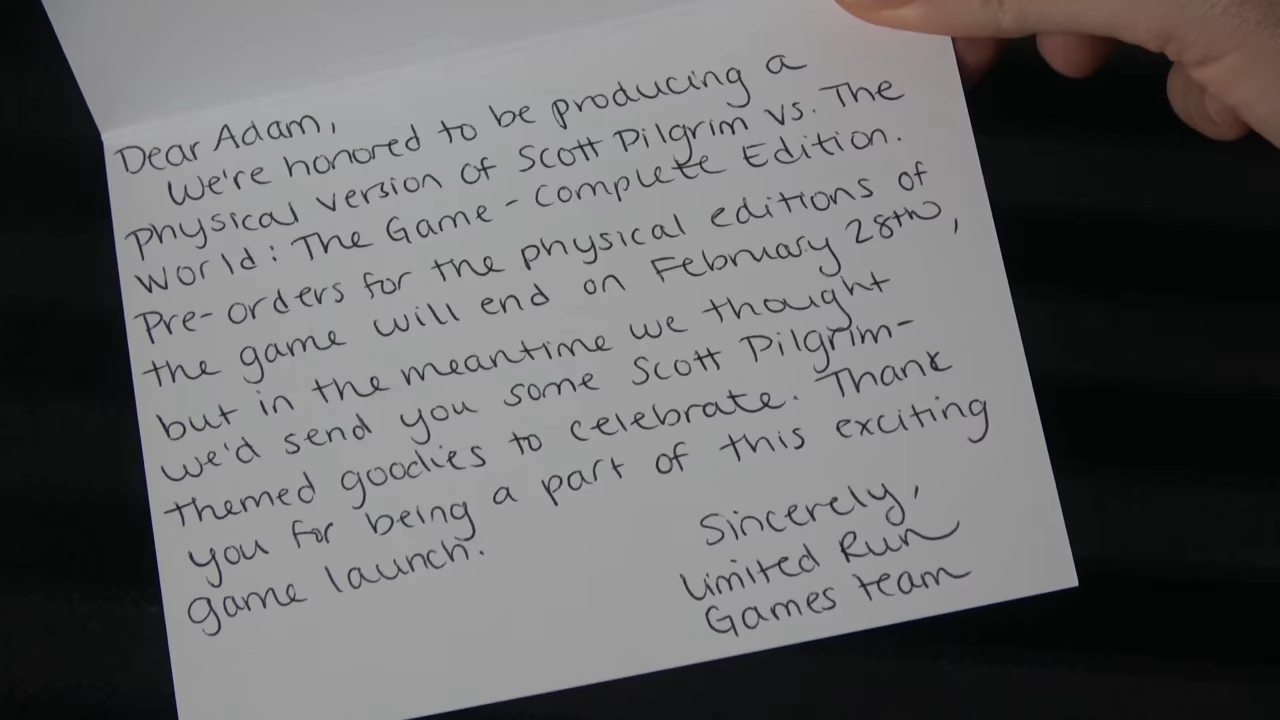 Dear Adam,
We're honored to be producing a
physical version of Scott Pilgrim vs. The
World: The Game - Complete Edition.
Pre-orders for the physical editions of
the game will end on February 28th,
but in the meantime we thought
we'd send you some Scott Pilgrim-
themed goodies to celebrate. Thank
you for being a part of this exciting
game launch.
Sincerely,
Limited Run
Games team